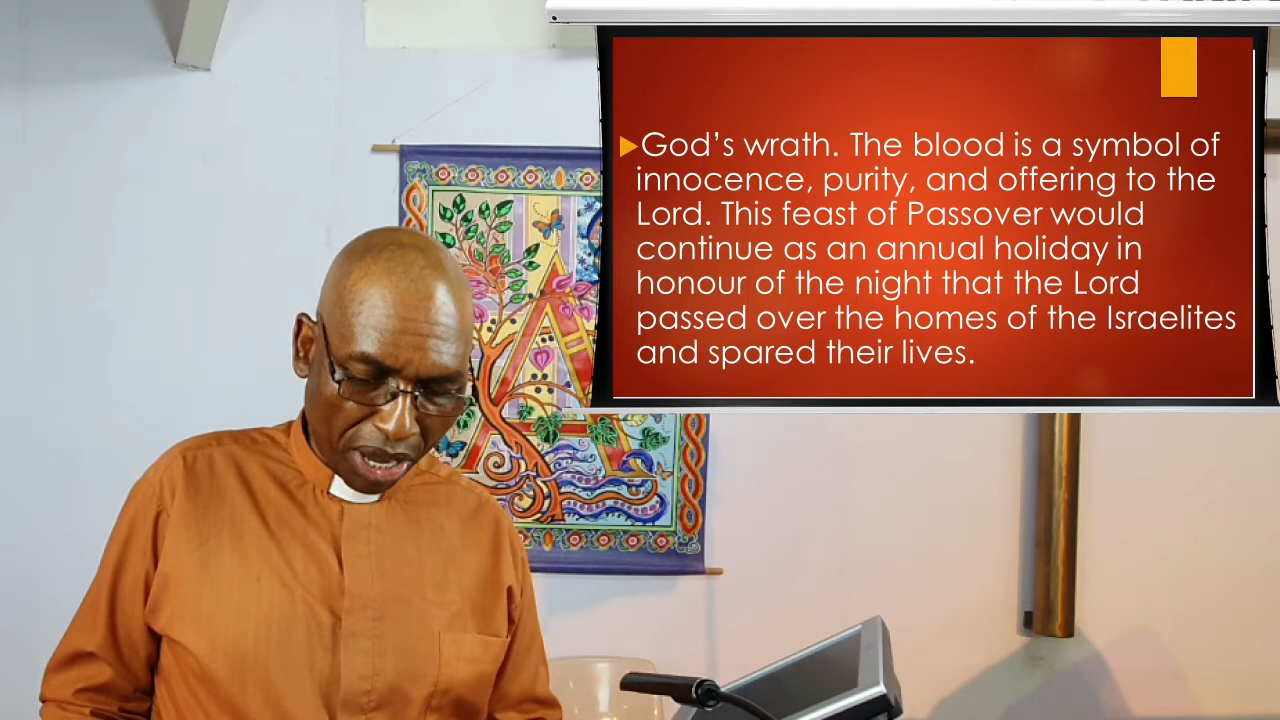 God's wrath. The blood is a symbol of
innocence, purity, and offering to the
Lord. This feast of Passover would
continue as an annual holiday in
honour of the night that the Lord
passed over the homes of the Israelites
and spared their lives.